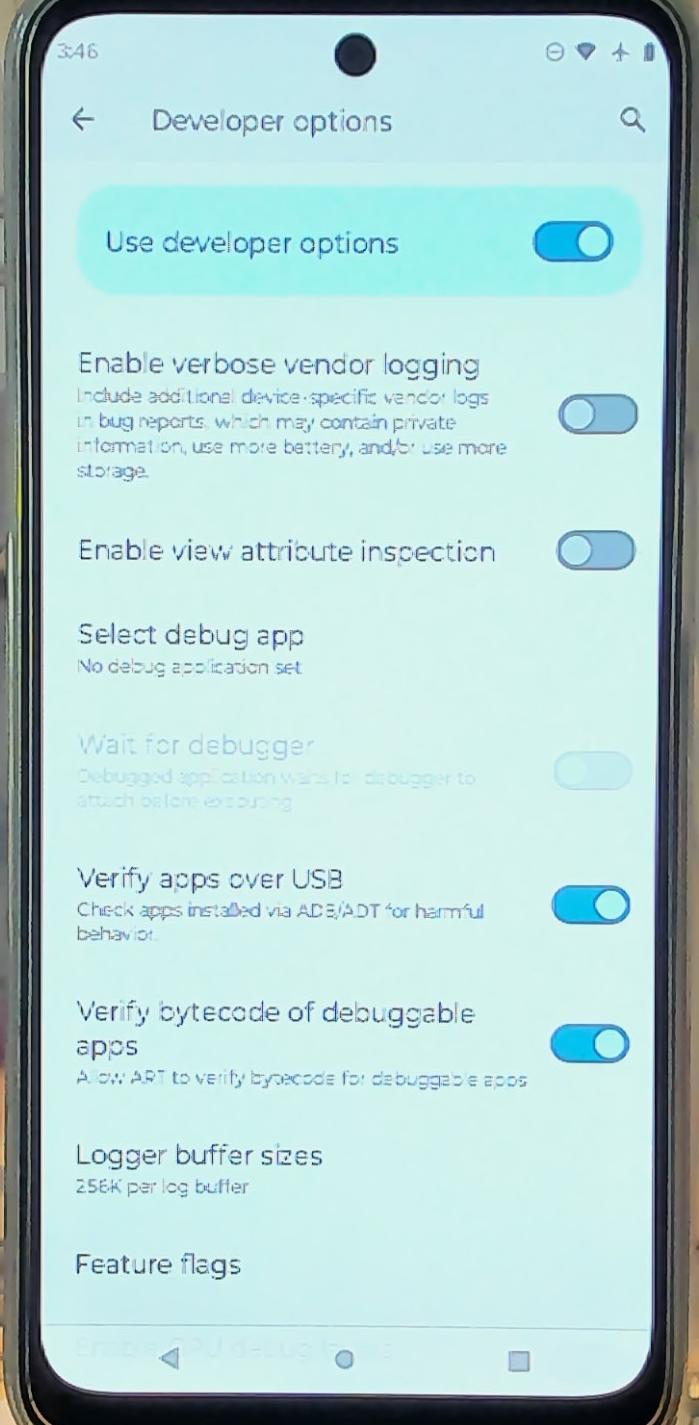 3:46
Developer options
Use developer options
Enable verbose vendor logging
Include additional device-specific vendor logs
in bug reports, which may contain private
information, use more battery, and/or use more
storage.
Enable view attribute inspection
Select debug app
No debug application set
Wait for debugger
Debugged application waits for debugger to
attach before executing
Verify apps over USB
Check apps installed via ADB/ADT for harmful
behavior.
Verify bytecode of debuggable
apps
Allow ART to verify bytecode for debuggable apps
Logger buffer sizes
256K per log buffer
Feature flags
Enable GPU debug layers